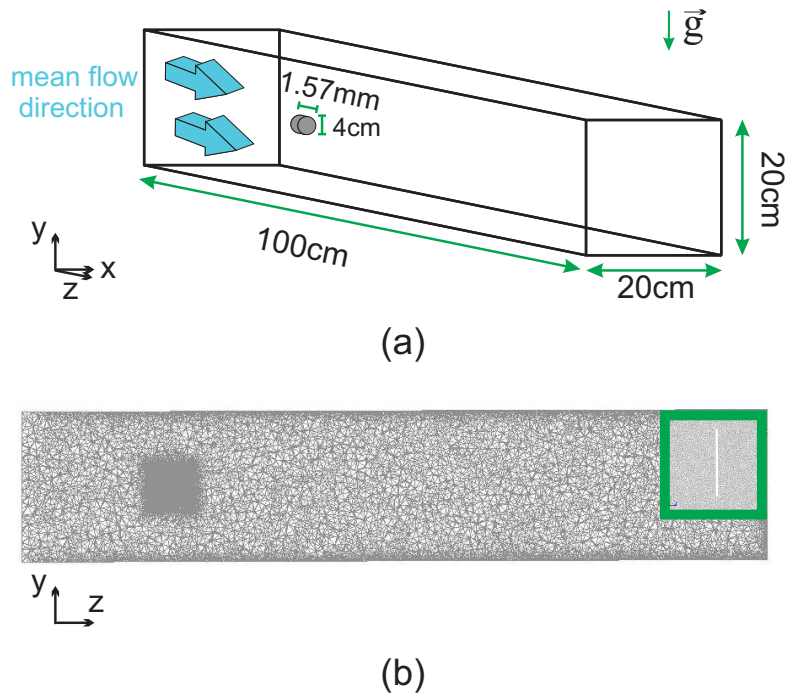 g
mean flow
direction
1.57mm
4cm
20cm
100cm
20cm
y
x
z
(a)
y
z
(b)